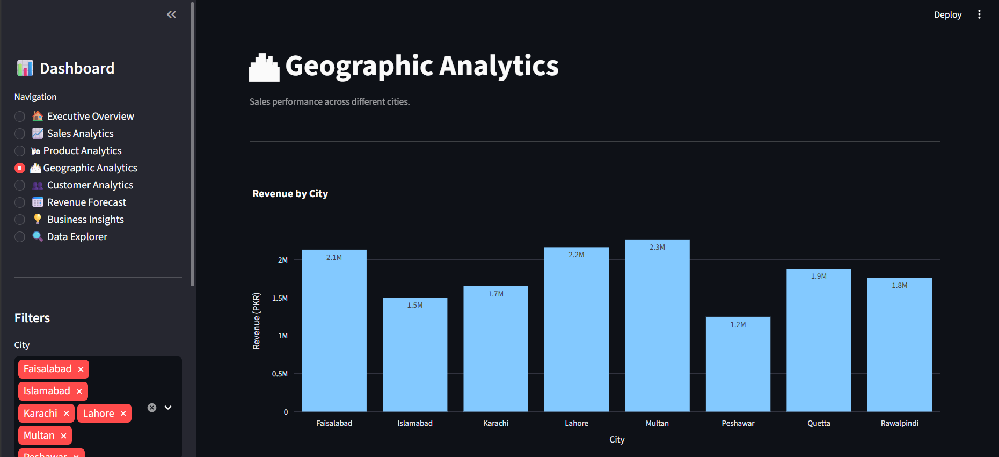 Deploy
Dashboard
Navigation
Executive Overview
Sales Analytics
Product Analytics
Geographic Analytics
Customer Analytics
Revenue Forecast
Business Insights
Data Explorer
Filters
City
Faisalabad ×
Islamabad ×
Karachi × Lahore ×
Multan ×
Peshawar ×
Geographic Analytics
Sales performance across different cities.
Revenue by City
Revenue (PKR)
2M
1.5M
1M
0.5M
0
2.1M
1.5M
1.7M
2.2M
2.3M
1.2M
1.9M
1.8M
Faisalabad
Islamabad
Karachi
Lahore
Multan
Peshawar
Quetta
Rawalpindi
City